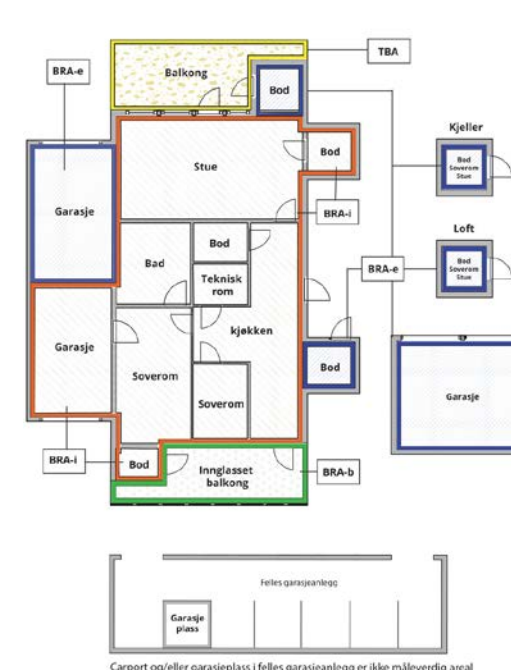 TBA
Balkong
BRA-e
Bod
Kjeller
Bod
Soverom
Stue
Stue
Bod
Garasje
BRA-i
Loft
Bod
Bad
Bod
Soverom
Stue
BRA-e
Teknisk
rom
kjøkken
Garasje
Bod
Soverom
Garasje
Soverom
BRA-i
Bod
Innglasset
balkong
BRA-b
Felles garasjeanlegg
Garasje
plass
Carport og/eller garasjeplass i felles garasjeanlegg er ikke måleverdig areal